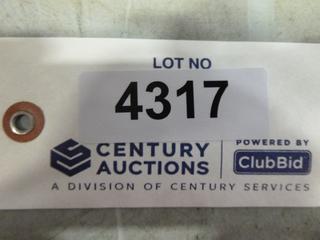 LOT NO
4317
CENTURY AUCTIONS
POWERED BY
ClubBid
A DIVISION OF CENTURY SERVICES